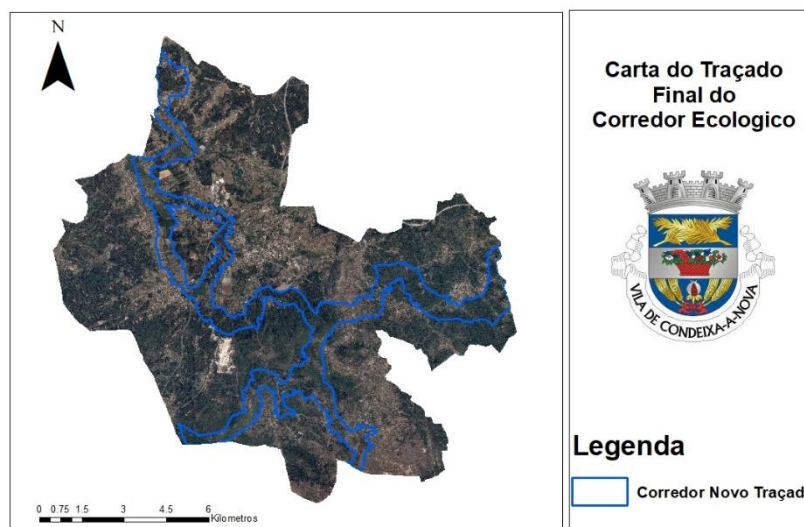 N
Carta do Traçado
Final do
Corredor Ecologico
VILA DE CONDEIXA-A-NOVA
Legenda
Corredor Novo Traçad
0 0.75 1.5 3 4.5 6
Kilometros